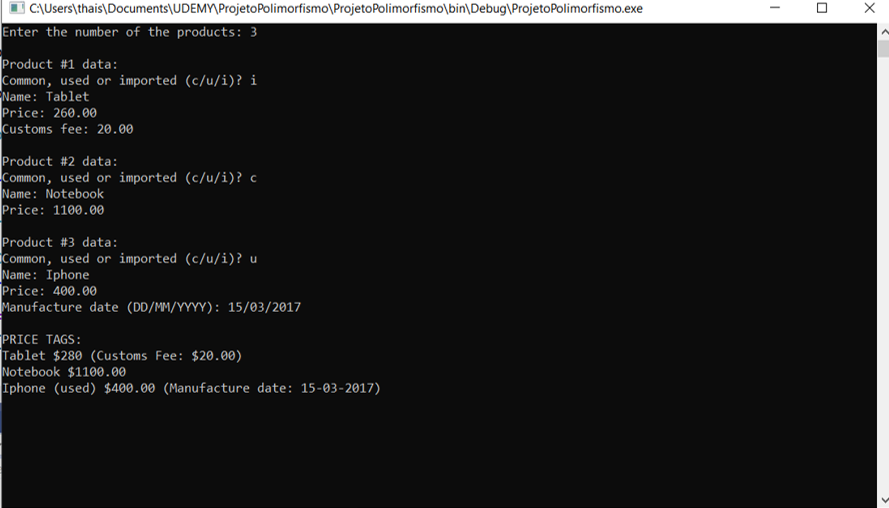 C:\Users\thais\Documents\UDEMY\ProjetoPolimorfismo\ProjetoPolimorfismo\bin\Debug\ProjetoPolimorfismo.exe
Enter the number of the products: 3
Product #1 data:
Common, used or imported (c/u/i)? i
Name: Tablet
Price: 260.00
Customs fee: 20.00
Product #2 data:
Common, used or imported (c/u/i)? c
Name: Notebook
Price: 1100.00
Product #3 data:
Common, used or imported (c/u/i)? u
Name: Iphone
Price: 400.00
Manufacture date (DD/MM/YYYY): 15/03/2017
PRICE TAGS:
Tablet $280 (Customs Fee: $20.00)
Notebook $1100.00
Iphone (used) $400.00 (Manufacture date: 15-03-2017)